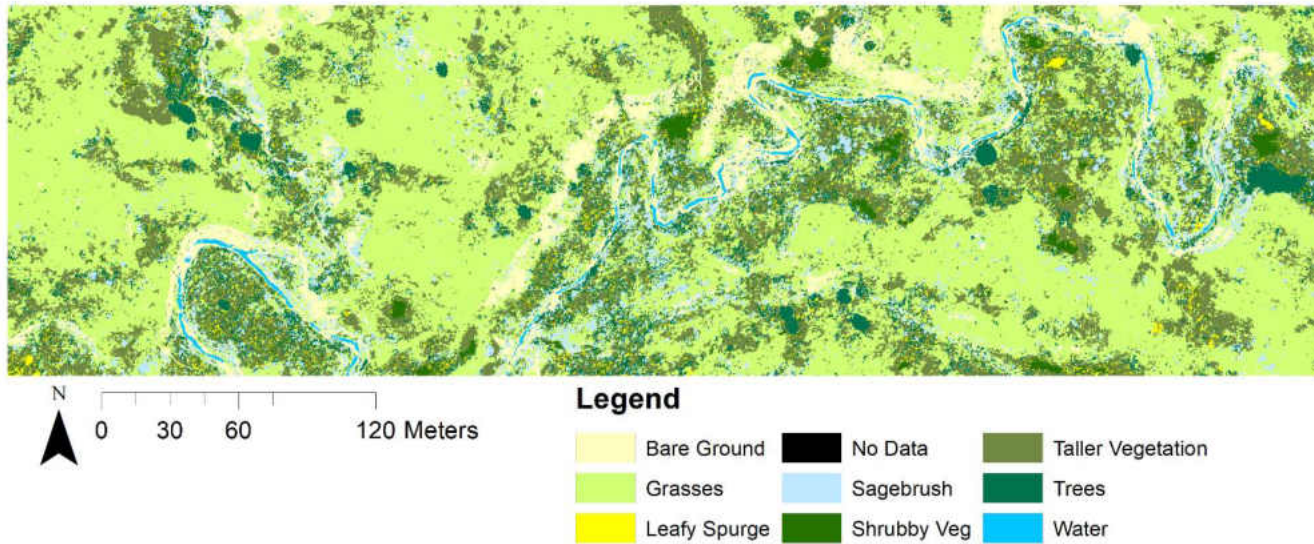 N
0 30 60 120 Meters
Legend
Bare Ground No Data Taller Vegetation
Grasses Sagebrush Trees
Leafy Spurge Shrubby Veg Water